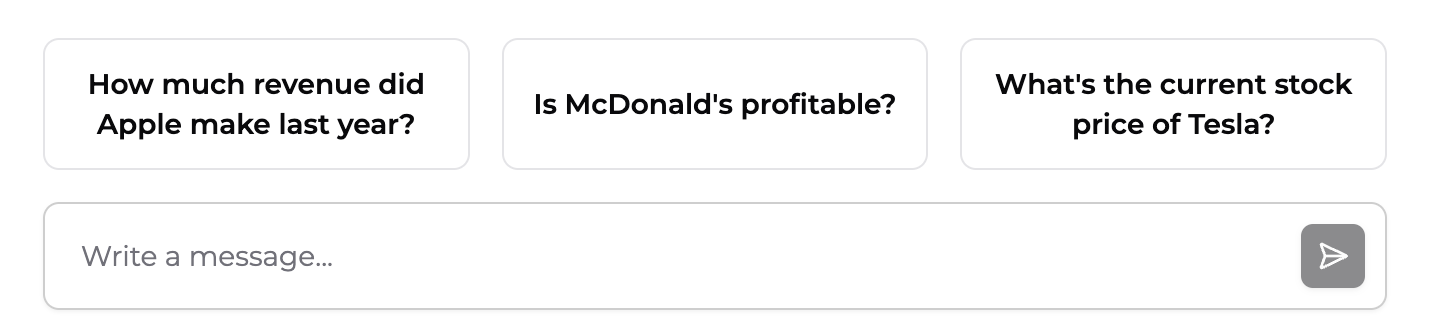 How much revenue did
Apple make last year?
Is McDonald's profitable?
What's the current stock
price of Tesla?
Write a message...